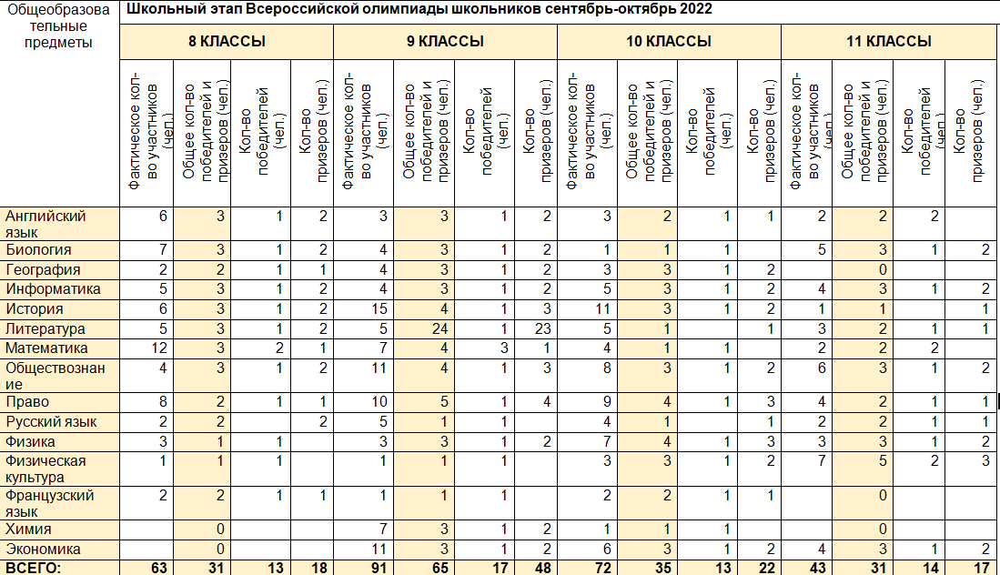 Общеобразова
тельные
предметы
Школьный этап Всероссийской олимпиады школьников сентябрь-октябрь 2022
8 КЛАССЫ 9 КЛАССЫ 10 КЛАССЫ 11 КЛАССЫ
Фактическое кол-
во участников
(чел.)
Общее кол-во
победителей и
призеров (чел.)
Кол-во
победителей
(чел.)
Кол-во
призеров (чел.)
Фактическое кол-
во участников
(чел.)
Общее кол-во
победителей и
призеров (чел.)
Кол-во
победителей
(чел.)
Кол-во
призеров (чел.)
Фактическое кол-
во участников
(чел.)
Общее кол-во
победителей и
призеров (чел.)
Кол-во
победителей
(чел.)
Кол-во
призеров (чел.)
Фактическое кол-
во участников
(чел.)
Общее кол-во
победителей и
призеров (чел.)
Кол-во
победителей
(чел.)
Кол-во
призеров (чел.)
Английский 6 3 1 2 3 3 1 2 3 2 1 1 2 2 2
язык
Биология 7 3 1 2 4 3 1 2 1 1 1 5 3 1 2
География 2 2 1 1 4 3 1 2 3 3 1 2 0
Информатика 5 3 1 2 4 3 1 2 5 3 1 2 4 3 1 2
История 6 3 1 2 15 4 1 3 11 3 1 2 1 1 1
Литература 5 3 1 2 5 24 1 23 5 1 1 3 2 1 1
Математика 12 3 2 1 7 4 3 1 4 1 1 2 2 2
Обществознан 4 3 1 2 11 4 1 3 8 3 1 2 6 3 1 2
ие
Право 8 2 1 1 10 5 1 4 9 4 1 3 4 2 1 1
Русский язык 2 2 2 5 1 1 4 1 1 2 2 1 1
Физика 3 1 1 3 3 1 2 7 4 1 3 3 3 1 2
Физическая 1 1 1 1 1 1 3 3 1 2 7 5 2 3
культура
Французский 2 2 1 1 1 1 1 2 2 1 1 0
язык
Химия 0 7 3 1 2 1 1 1 0
Экономика 0 11 3 1 2 6 3 1 2 4 3 1 2
ВСЕГО: 63 31 13 18 91 65 17 48 72 35 13 22 43 31 14 17